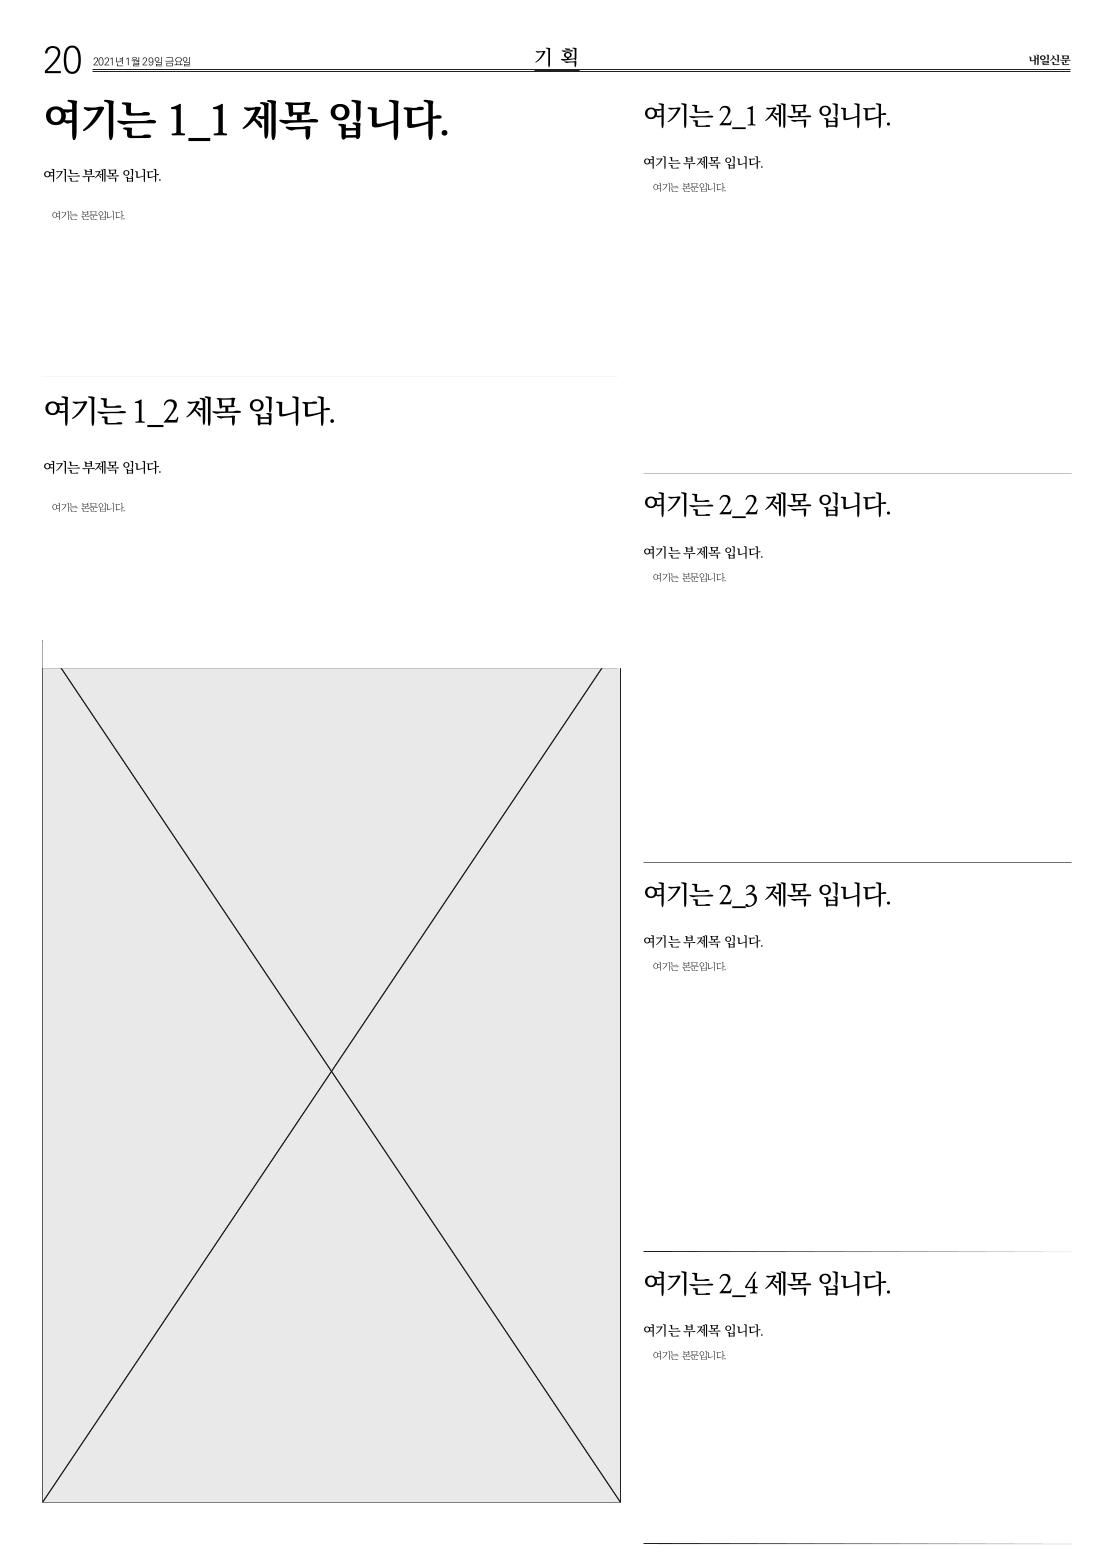 20 2021년 1월 29일 금요일 기 획 내일신문
여기는 1_1 제목 입니다.
여기는 부제목 입니다.
여기는 본문입니다.
여기는 1_2 제목 입니다.
여기는 부제목 입니다.
여기는 본문입니다.
여기는 2_1 제목 입니다.
여기는 부제목 입니다.
여기는 본문입니다.
여기는 2_2 제목 입니다.
여기는 부제목 입니다.
여기는 본문입니다.
여기는 2_3 제목 입니다.
여기는 부제목 입니다.
여기는 본문입니다.
여기는 2_4 제목 입니다.
여기는 부제목 입니다.
여기는 본문입니다.